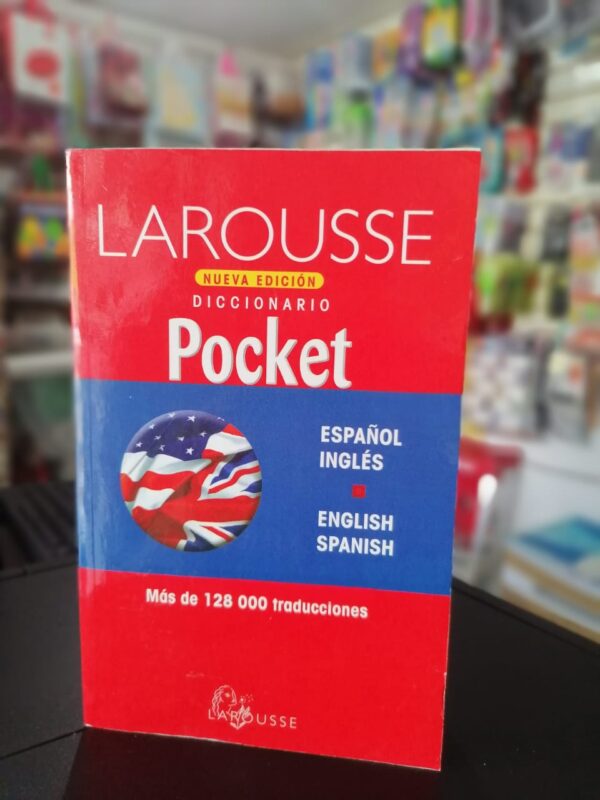 LAROUSSE
NUEVA EDICIÓN
DICCIONARIO
Pocket
ESPAÑOL
INGLÉS
ENGLISH
SPANISH
Más de 128 000 traducciones
LAROUSSE